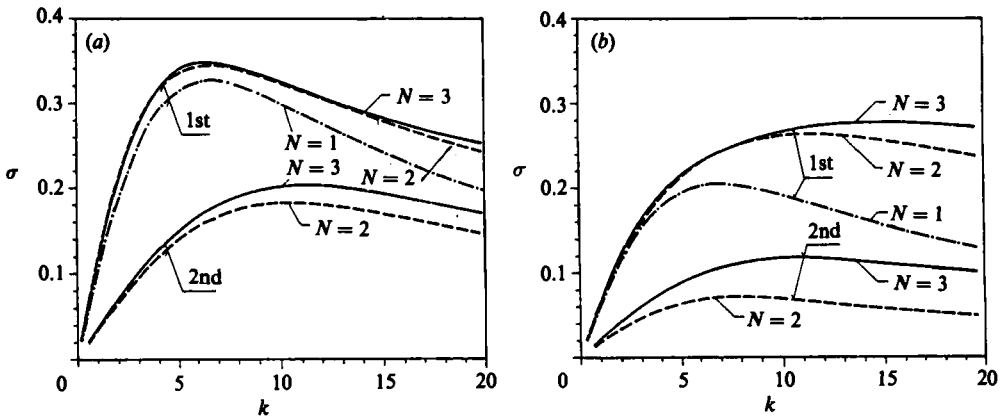 (a)
0.4
0.3
0.2
0.1
0
5
10
15
20
σ
k
1st
N = 3
N = 1
N = 3
N = 2
N = 2
2nd
(b)
0.4
0.3
0.2
0.1
0
5
10
15
20
σ
k
N = 3
1st
N = 2
N = 1
2nd
N = 3
N = 2